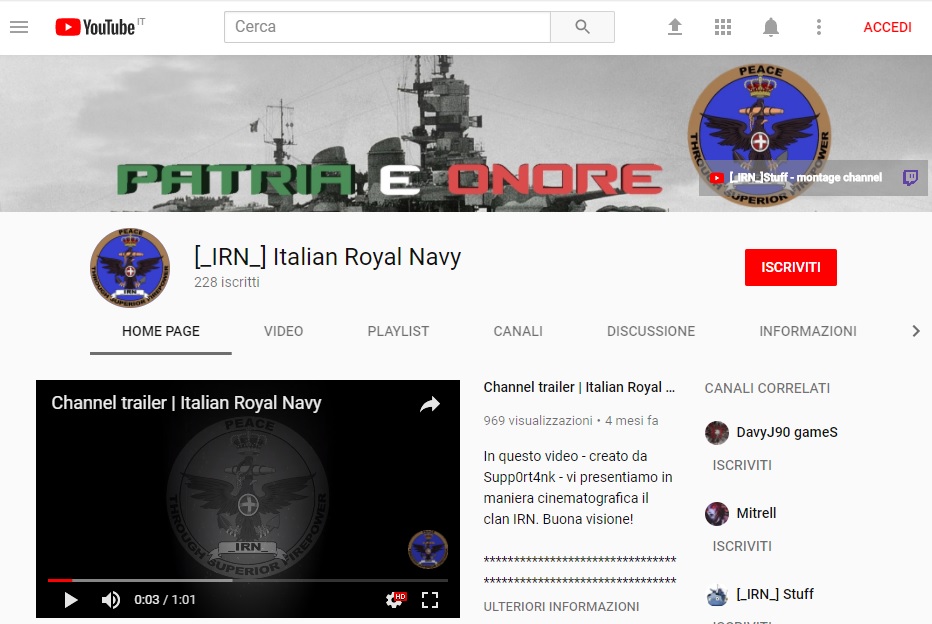 YouTube IT
Cerca
ACCEDI
PEACE
THROUGH SUPERIOR FIREPOWER
PATRIA E ONORE
[_IRN_]Stuff - montage channel
PEACE
THROUGH SUPERIOR FIREPOWER
IRN
[_IRN_] Italian Royal Navy
228 iscritti
ISCRIVITI
HOME PAGE
VIDEO
PLAYLIST
CANALI
DISCUSSIONE
INFORMAZIONI
Channel trailer | Italian Royal Navy
PEACE
THROUGH SUPERIOR FIREPOWER
_IRN_
0:03 / 1:01
HD
Channel trailer | Italian Royal ...
969 visualizzazioni • 4 mesi fa
In questo video - creato da
Supp0rt4nk - vi presentiamo in
maniera cinematografica il
clan IRN. Buona visione!
********************************
********************************
ULTERIORI INFORMAZIONI
CANALI CORRELATI
DavyJ90 gameS
ISCRIVITI
Mitrell
ISCRIVITI
[_IRN_] Stuff
ISCRIVITI